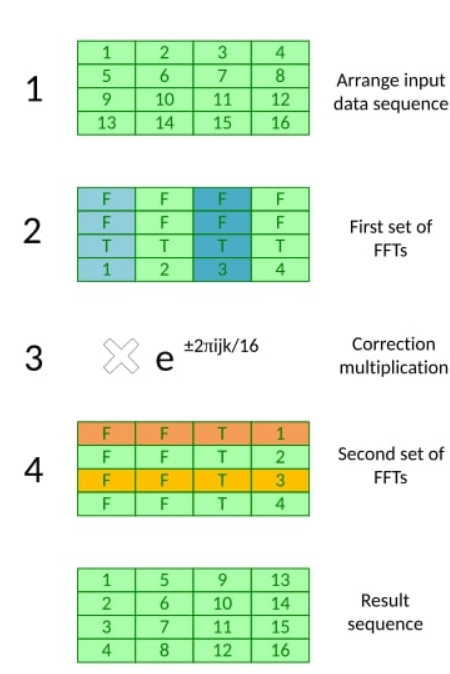 1
1 2 3 4
5 6 7 8
9 10 11 12
13 14 15 16
Arrange input
data sequence
2
F F F F
F F F F
T T T T
1 2 3 4
First set of
FFTs
3
e ±2πijk/16
Correction
multiplication
4
F F T 1
F F T 2
F F T 3
F F T 4
Second set of
FFTs
1 5 9 13
2 6 10 14
3 7 11 15
4 8 12 16
Result
sequence